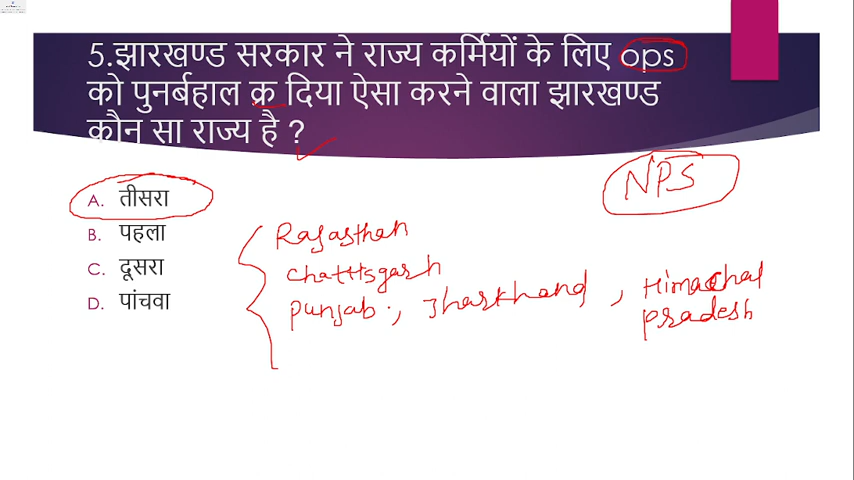 5.झारखण्ड सरकार ने राज्य कर्मियों के लिए ops
को पुनर्बहाल क्र दिया ऐसा करने वाला झारखण्ड
कौन सा राज्य है ?
NPS
A. तीसरा
B. पहला
C. दूसरा
D. पांचवा
Rajasthan
Chattisgarh
Punjab , Jharkhand , Himachal
Pradesh